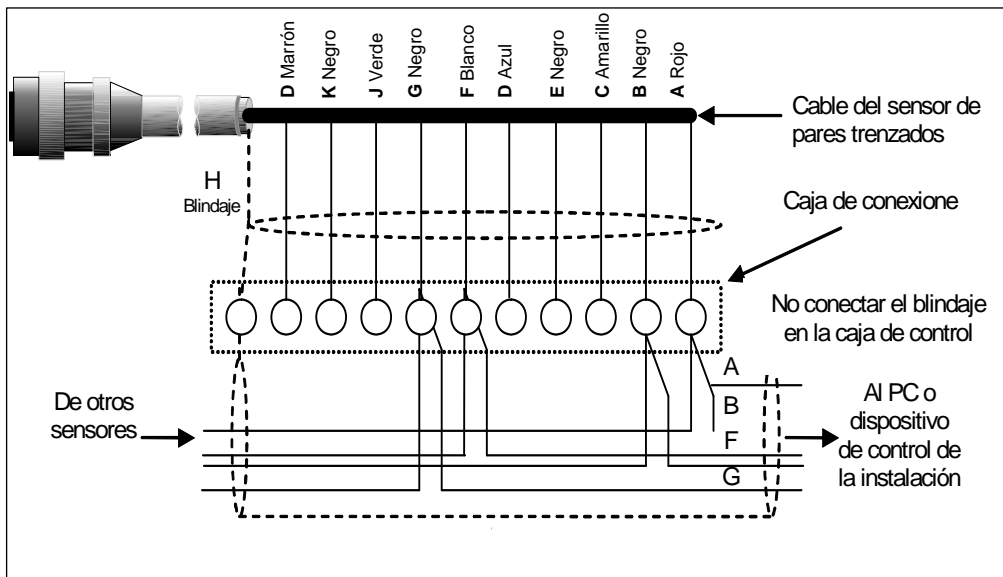 D Marrón
K Negro
J Verde
G Negro
F Blanco
D Azul
E Negro
C Amarillo
B Negro
A Rojo
Cable del sensor de
pares trenzados
H
Blindaje
Caja de conexione
No conectar el blindaje
en la caja de control
A
B
F
G
De otros
sensores
Al PC o
dispositivo
de control de
la instalación